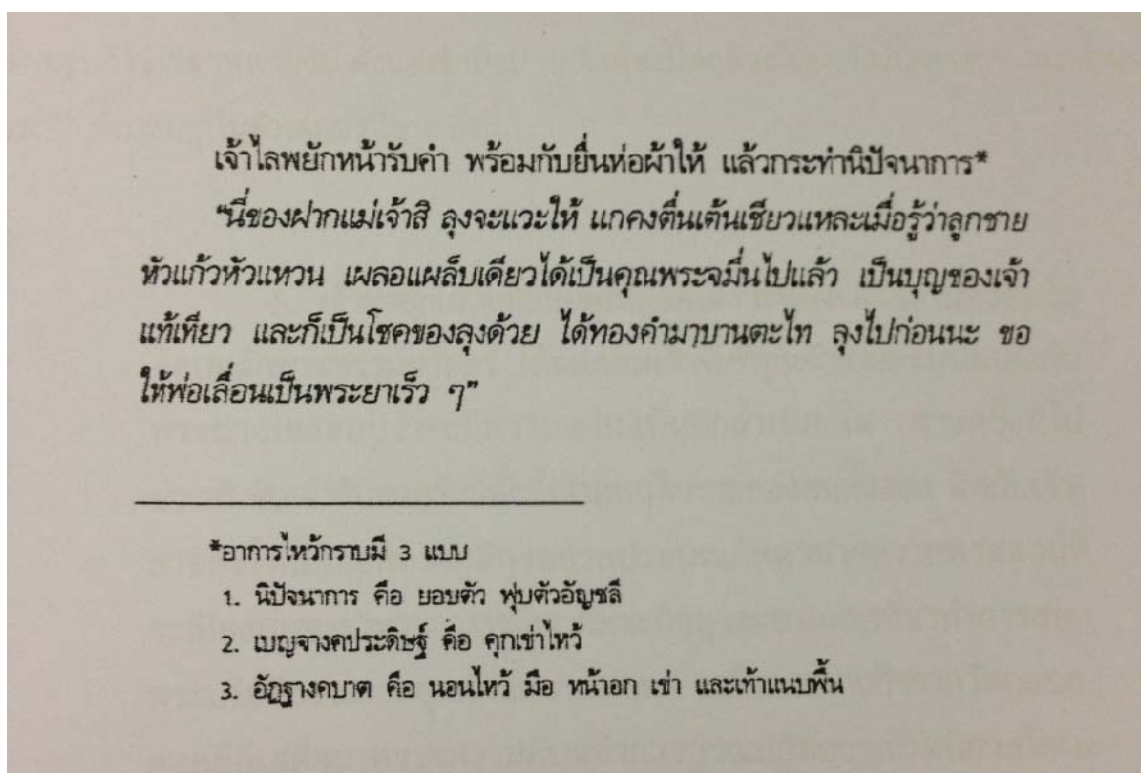 เจ้าไลพยักหน้ารับคำ พร้อมกับยื่นห่อผ้าให้ แล้วกระทำนิปัจนาการ*
"นี่ของฝากแม่เจ้าสิ ลุงจะแวะให้ แกคงตื่นเต้นเชียวแหละเมื่อรู้ว่าลูกชาย
หัวแก้วหัวแหวน เผลอแผล็บเดียวได้เป็นคุณพระจมื่นไปแล้ว เป็นบุญของเจ้า
แท้เทียว และก็เป็นโชคของลุงด้วย ได้ทองคำมาบานตะไท ลุงไปก่อนนะ ขอ
ให้พ่อเลื่อนเป็นพระยาเร็ว ๆ"
*อาการไหว้กราบมี 3 แบบ
1. นิปัจนาการ คือ ยอบตัว ฟุบตัวอัญชลี
2. เบญจางคประดิษฐ์ คือ คุกเข่าไหว้
3. อัฏฐางคบาต คือ นอนไหว้ มือ หน้าอก เข่า และเท้าแนบพื้น